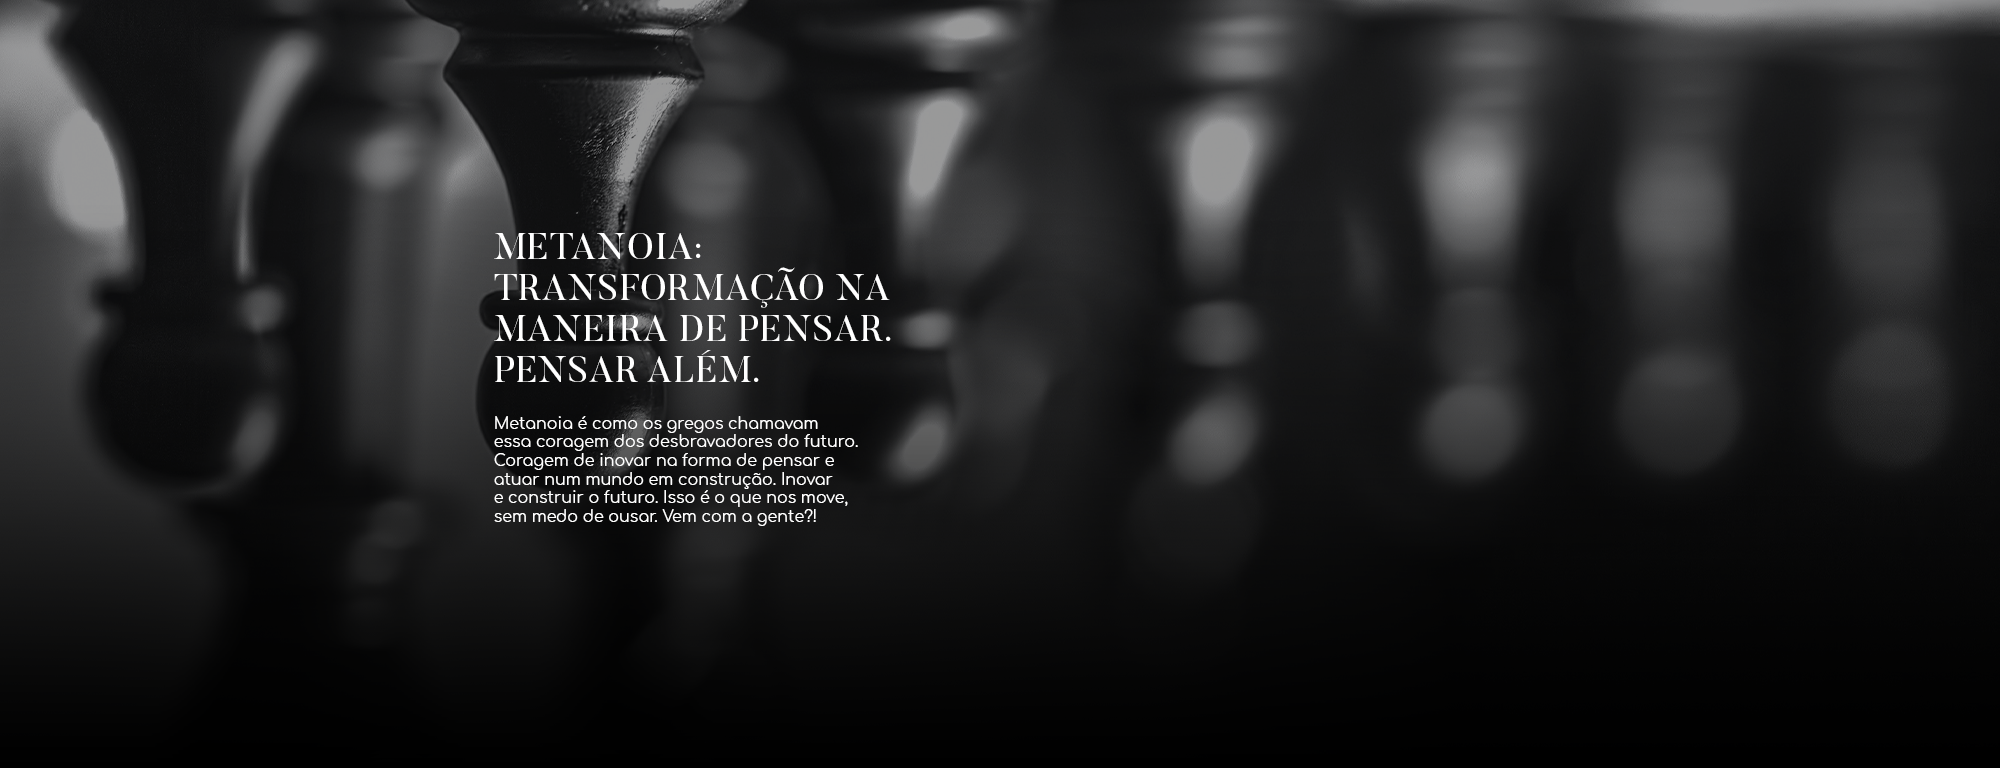 METANOIA:
TRANSFORMAÇÃO NA
MANEIRA DE PENSAR.
PENSAR ALÉM.
Metanoia é como os gregos chamavam
essa coragem dos desbravadores do futuro.
Coragem de inovar na forma de pensar e
atuar num mundo em construção. Inovar
e construir o futuro. Isso é o que nos move,
sem medo de ousar. Vem com a gente?!